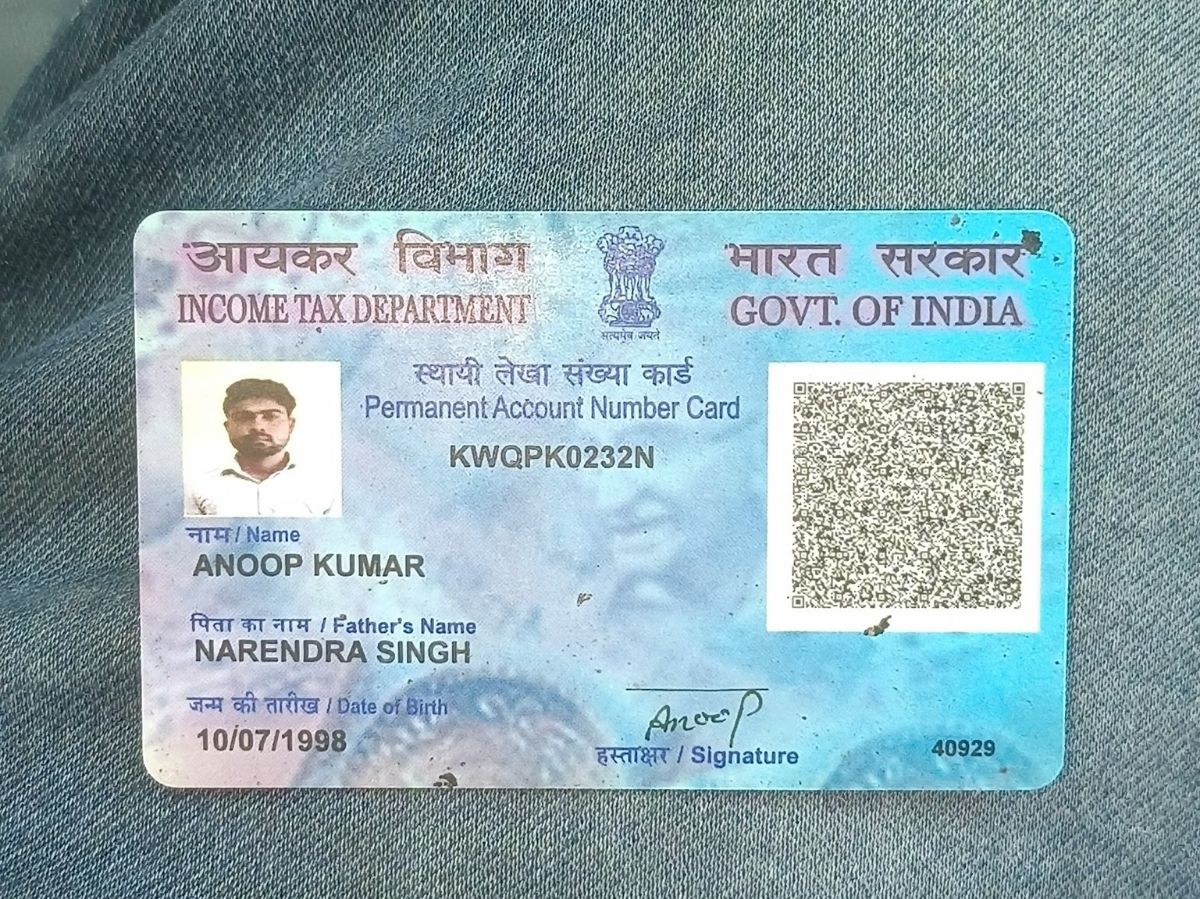 आयकर विभाग
INCOME TAX DEPARTMENT
सत्यमेव जयते
भारत सरकार
GOVT. OF INDIA
स्थायी लेखा संख्या कार्ड
Permanent Account Number Card
KWQPK0232N
नाम / Name
ANOOP KUMAR
पिता का नाम / Father's Name
NARENDRA SINGH
जन्म की तारीख / Date of Birth
10/07/1998
Anoop
हस्ताक्षर / Signature
40929